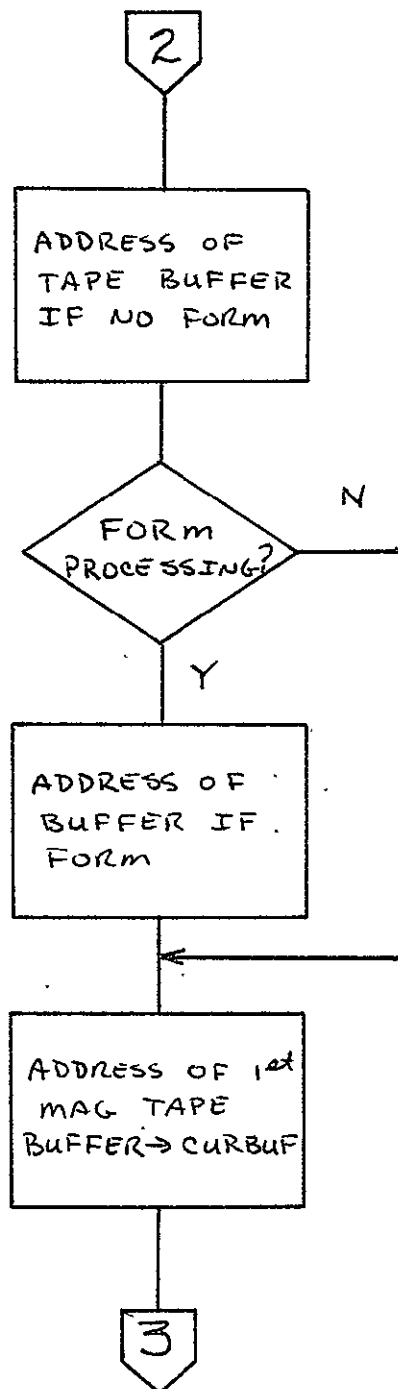 2
ADDRESS OF
TAPE BUFFER
IF NO FORM
N
FORM
PROCESSING?
Y
ADDRESS OF
BUFFER IF
FORM
ADDRESS OF 1st
MAG TAPE
BUFFER→CURBUF
3